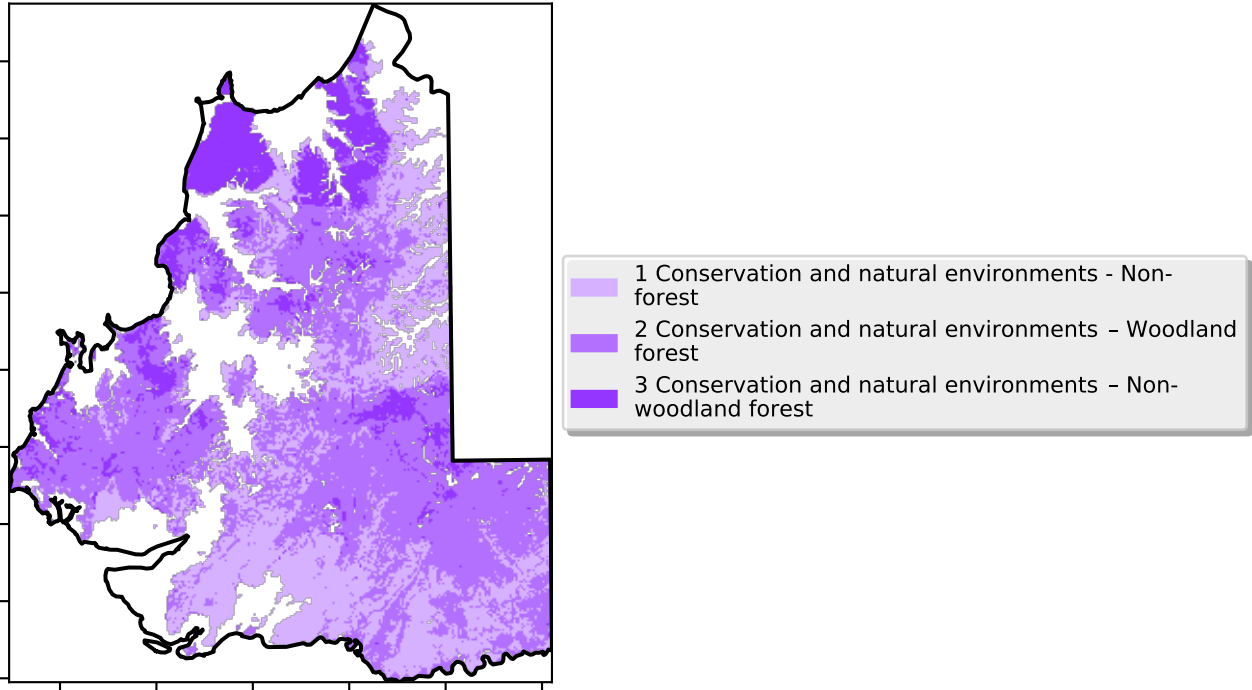 1 Conservation and natural environments - Non-
forest
2 Conservation and natural environments – Woodland
forest
3 Conservation and natural environments – Non-
woodland forest